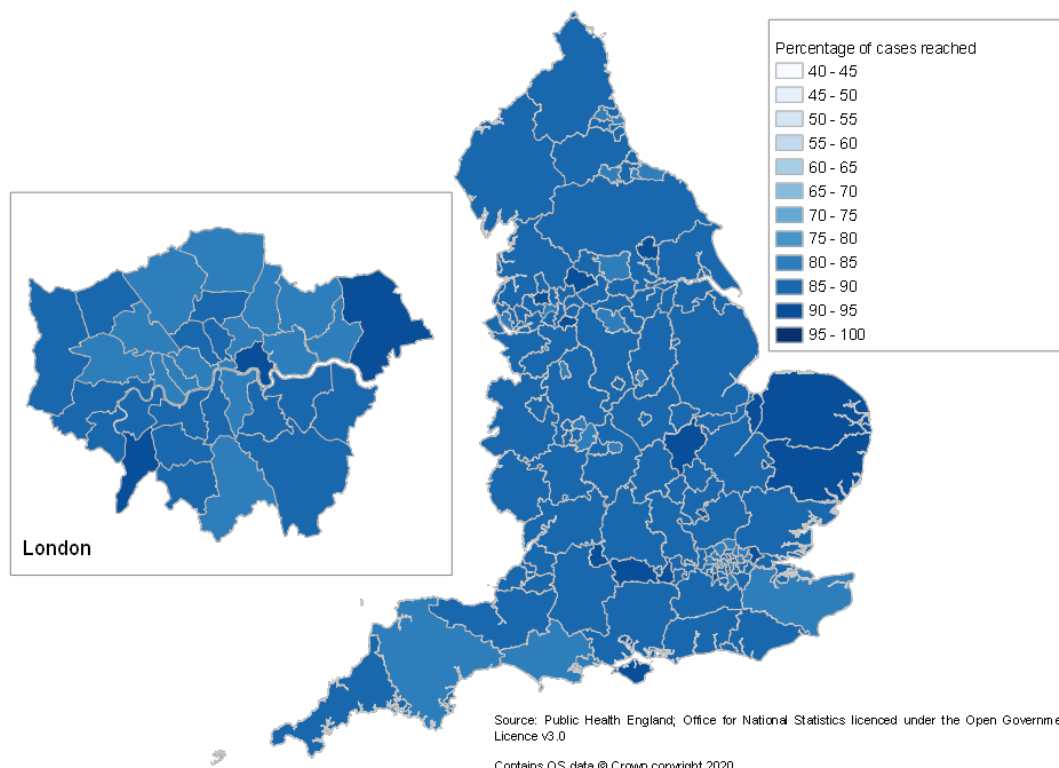 Percentage of cases reached
40 - 45
45 - 50
50 - 55
55 - 60
60 - 65
65 - 70
70 - 75
75 - 80
80 - 85
85 - 90
90 - 95
95 - 100
London
Source: Public Health England; Office for National Statistics licenced under the Open Governme
Licence v3.0
Contains OS data © Crown copyright 2020